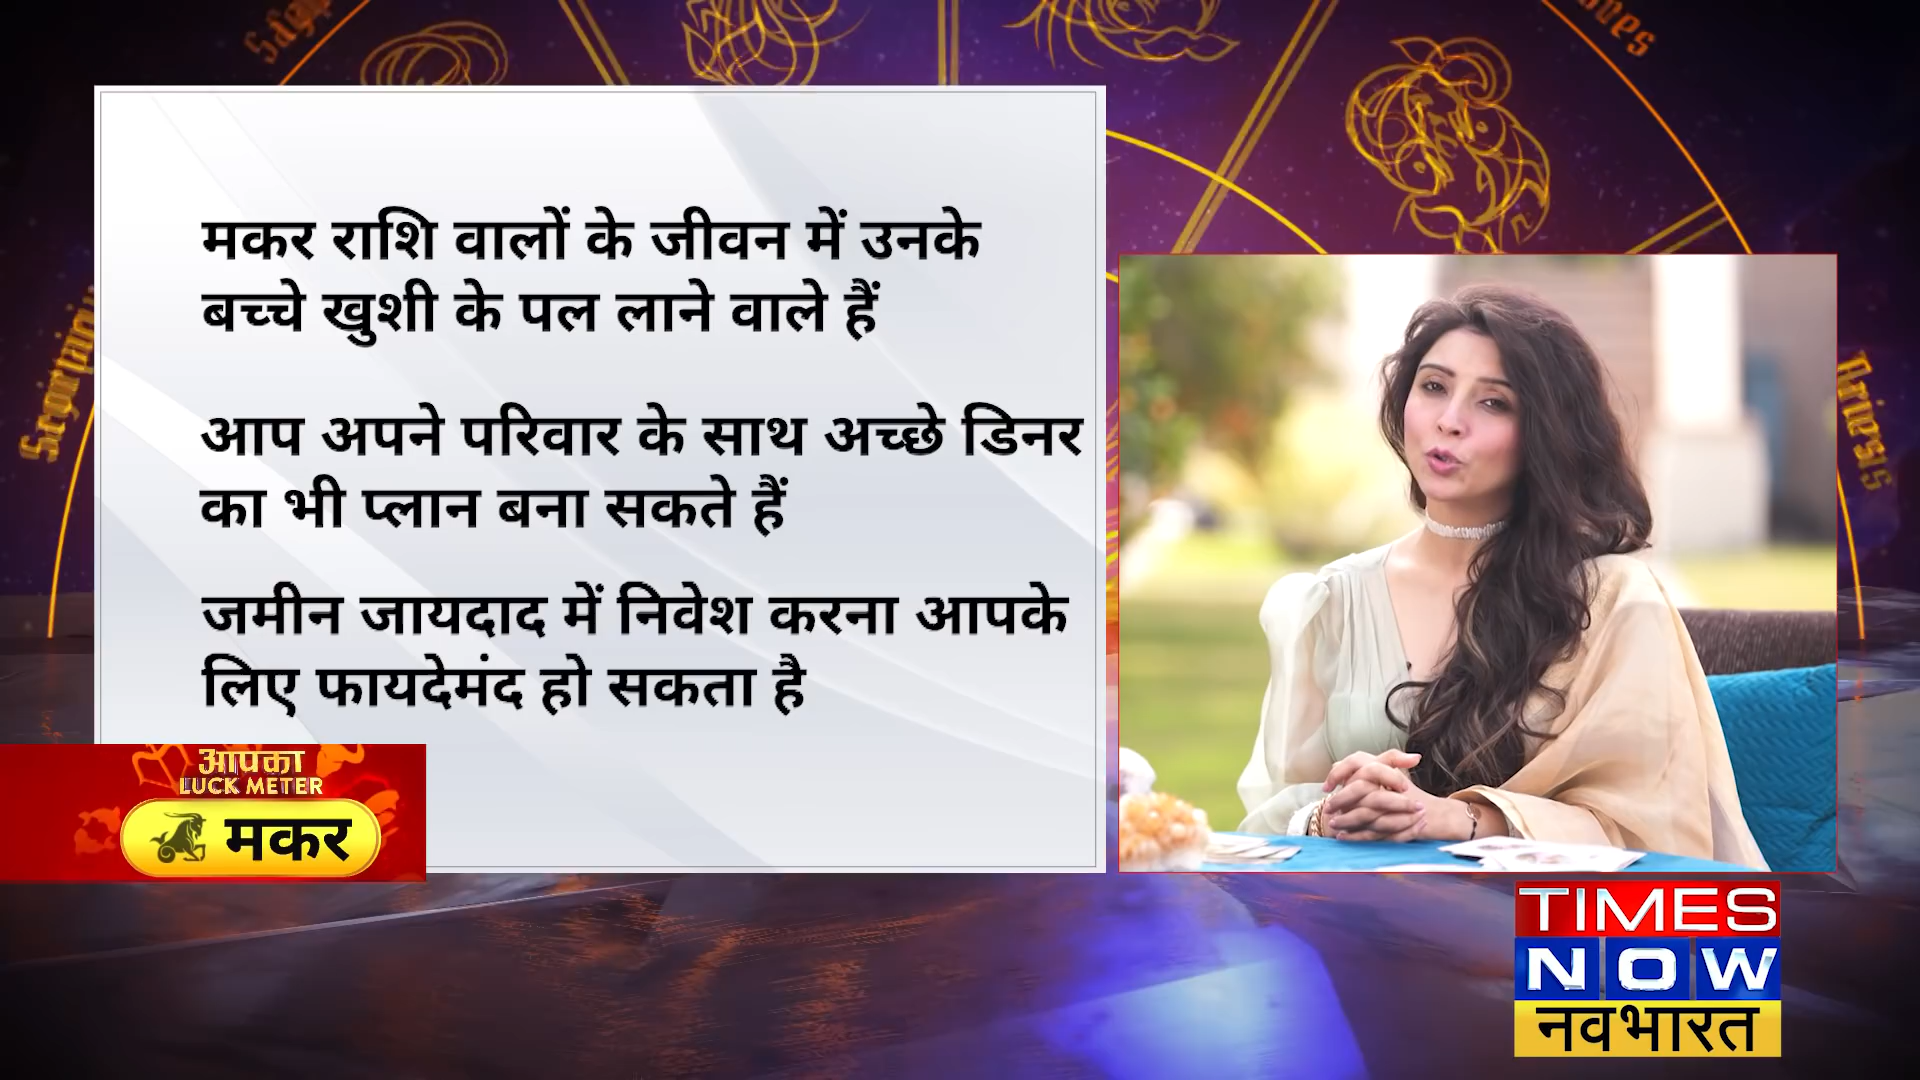 मकर राशि वालों के जीवन में उनके
बच्चे खुशी के पल लाने वाले हैं
आप अपने परिवार के साथ अच्छे डिनर
का भी प्लान बना सकते हैं
जमीन जायदाद में निवेश करना आपके
लिए फायदेमंद हो सकता है
आपका
LUCK METER
मकर
TIMES
NOW
नवभारत